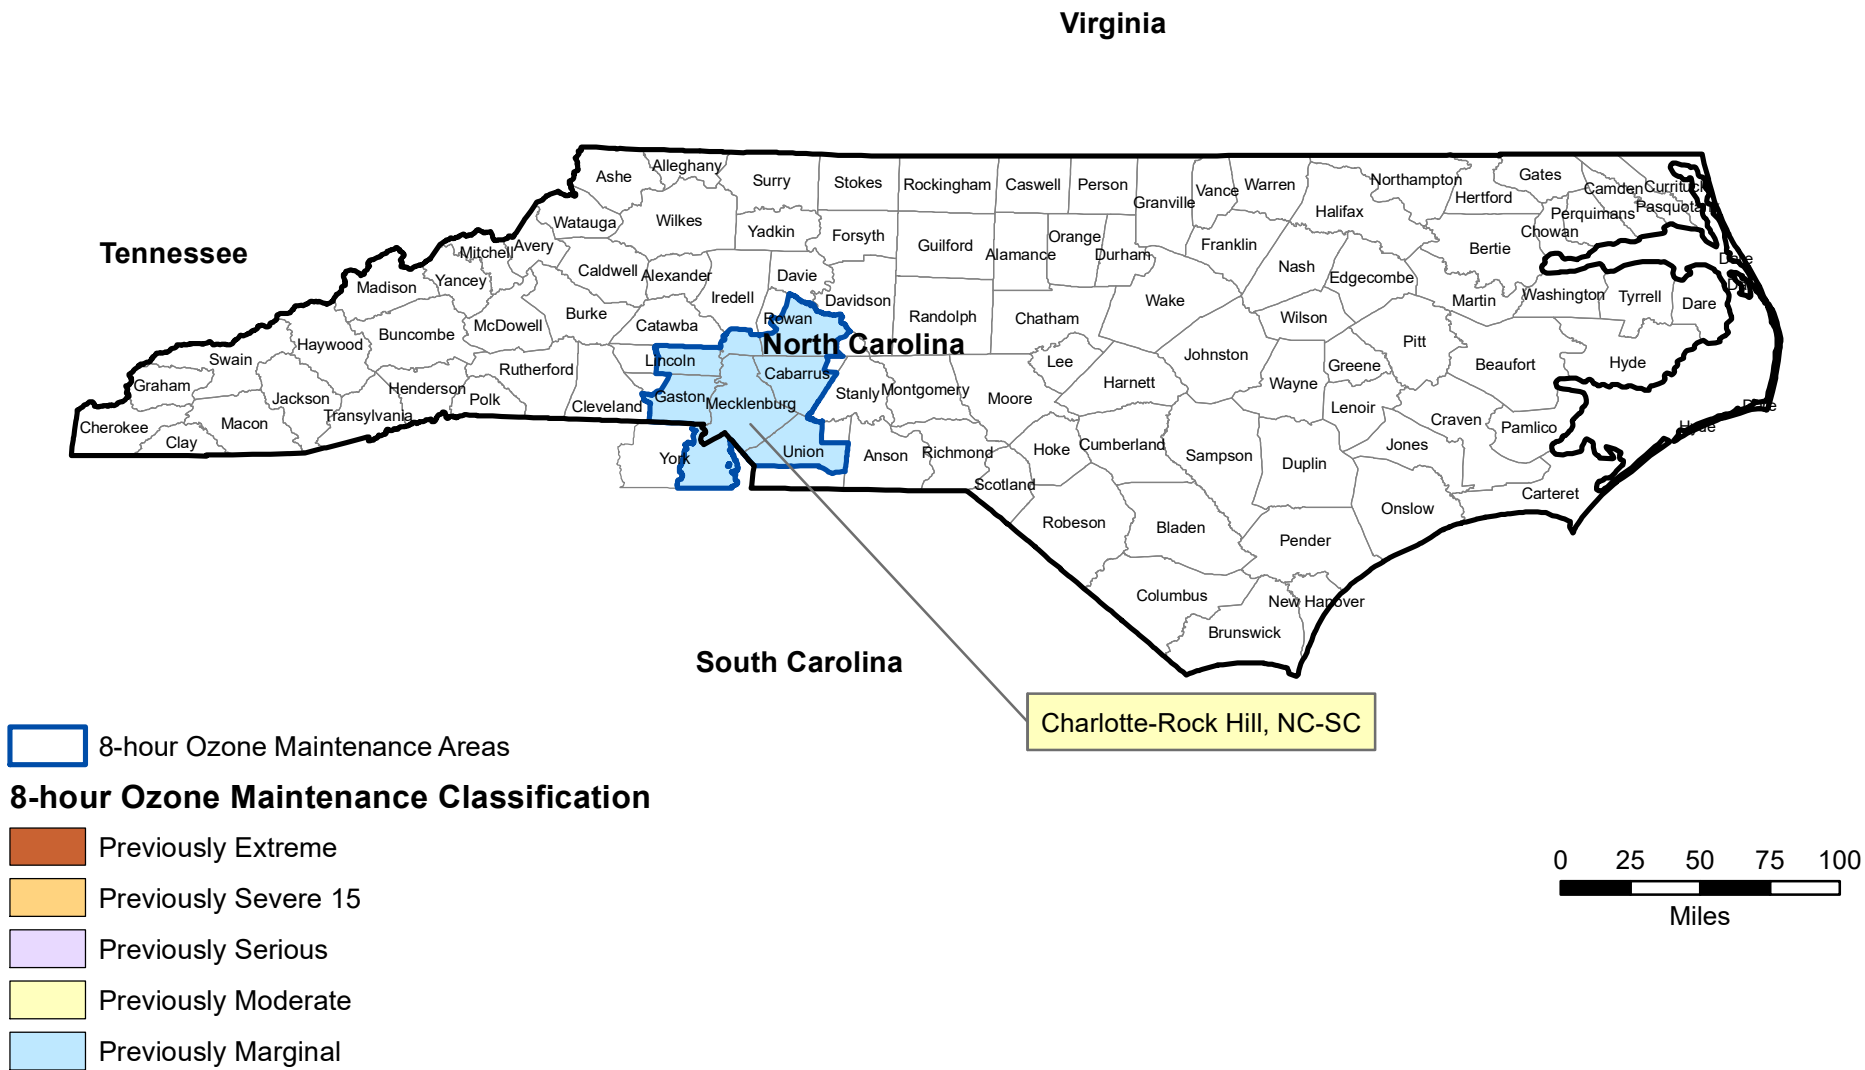 Virginia
Tennessee
North Carolina
South Carolina
Ashe
Alleghany
Surry
Stokes
Rockingham
Caswell
Person
Granville
Vance
Warren
Halifax
Northampton
Hertford
Gates
Camden
Currituck
Pasquotank
Perquimans
Chowan
Watauga
Wilkes
Yadkin
Forsyth
Guilford
Alamance
Orange
Durham
Franklin
Nash
Edgecombe
Bertie
Mitchell
Avery
Yancey
Madison
Caldwell
Alexander
Iredell
Davie
Davidson
Rowan
Randolph
Chatham
Wake
Wilson
Martin
Washington
Tyrrell
Dare
Dare
Dare
Dare
Hyde
Hyde
Swain
Haywood
Buncombe
McDowell
Burke
Catawba
Lincoln
Cabarrus
Lee
Johnston
Greene
Pitt
Beaufort
Graham
Jackson
Henderson
Polk
Rutherford
Cleveland
Gaston
Mecklenburg
Stanly
Montgomery
Moore
Harnett
Wayne
Lenoir
Craven
Pamlico
Cherokee
Clay
Macon
Transylvania
York
Union
Anson
Richmond
Scotland
Hoke
Cumberland
Sampson
Duplin
Jones
Carteret
Onslow
Robeson
Bladen
Pender
Columbus
New Hanover
Brunswick
Charlotte-Rock Hill, NC-SC
8-hour Ozone Maintenance Areas
8-hour Ozone Maintenance Classification
Previously Extreme
Previously Severe 15
Previously Serious
Previously Moderate
Previously Marginal
0 25 50 75 100
Miles